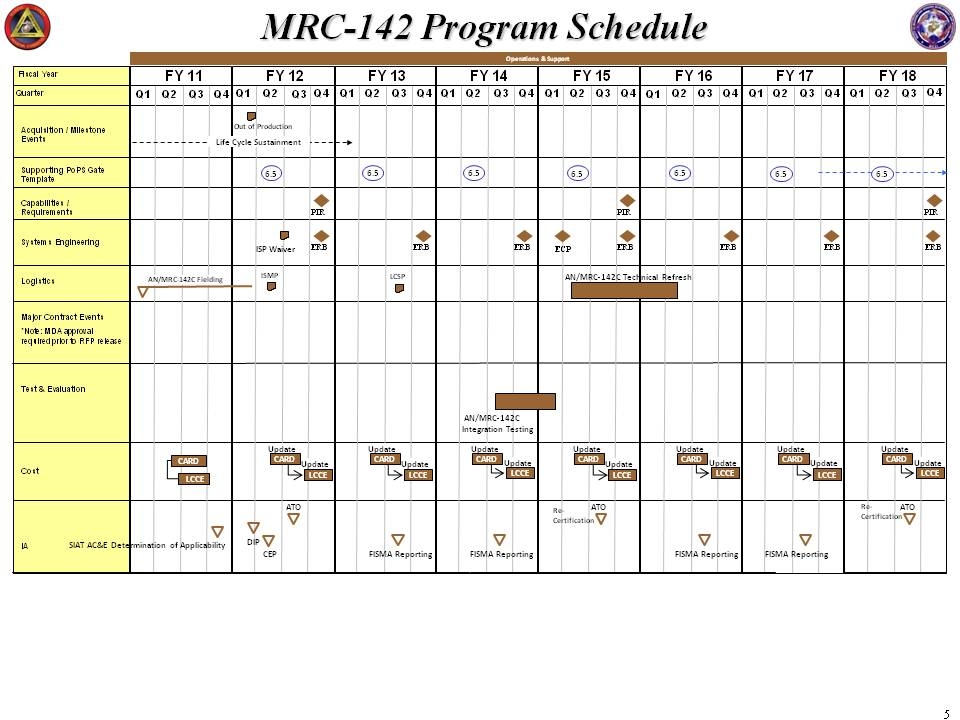 MRC-142 Program Schedule
Operations & Support
Fiscal Year FY 11 FY 12 FY 13 FY 14 FY 15 FY 16 FY 17 FY 18
Quarter Q1 Q2 Q3 Q4 Q1 Q2 Q3 Q4 Q1 Q2 Q3 Q4 Q1 Q2 Q3 Q4 Q1 Q2 Q3 Q4 Q1 Q2 Q3 Q4 Q1 Q2 Q3 Q4 Q1 Q2 Q3 Q4
Acquisition / Milestone
Events
Out of Production
Life Cycle Sustainment
Supporting PoPS Gate
Template
6.5 6.5 6.5 6.5 6.5 6.5 6.5
Capabilities /
Requirements
PIR PIR PIR
Systems Engineering
ISP Waiver ERB ERB ERB ECP ERB ERB ERB ERB
Logistics
AN/MRC-142C Fielding ISMP LCSP AN/MRC-142C Technical Refresh
Major Contract Events
*Note: MDA approval
required prior to RFP release
Test & Evaluation
AN/MRC-142C
Integration Testing
Cost
Update Update Update Update Update Update Update
CARD CARD CARD CARD CARD CARD CARD CARD
Update Update Update Update Update Update Update
LCCE LCCE LCCE LCCE LCCE LCCE LCCE LCCE
IA
ATO Re-
Certification ATO Re-
Certification ATO
SIAT AC&E Determination of Applicability DIP
CEP FISMA Reporting FISMA Reporting FISMA Reporting FISMA Reporting
5